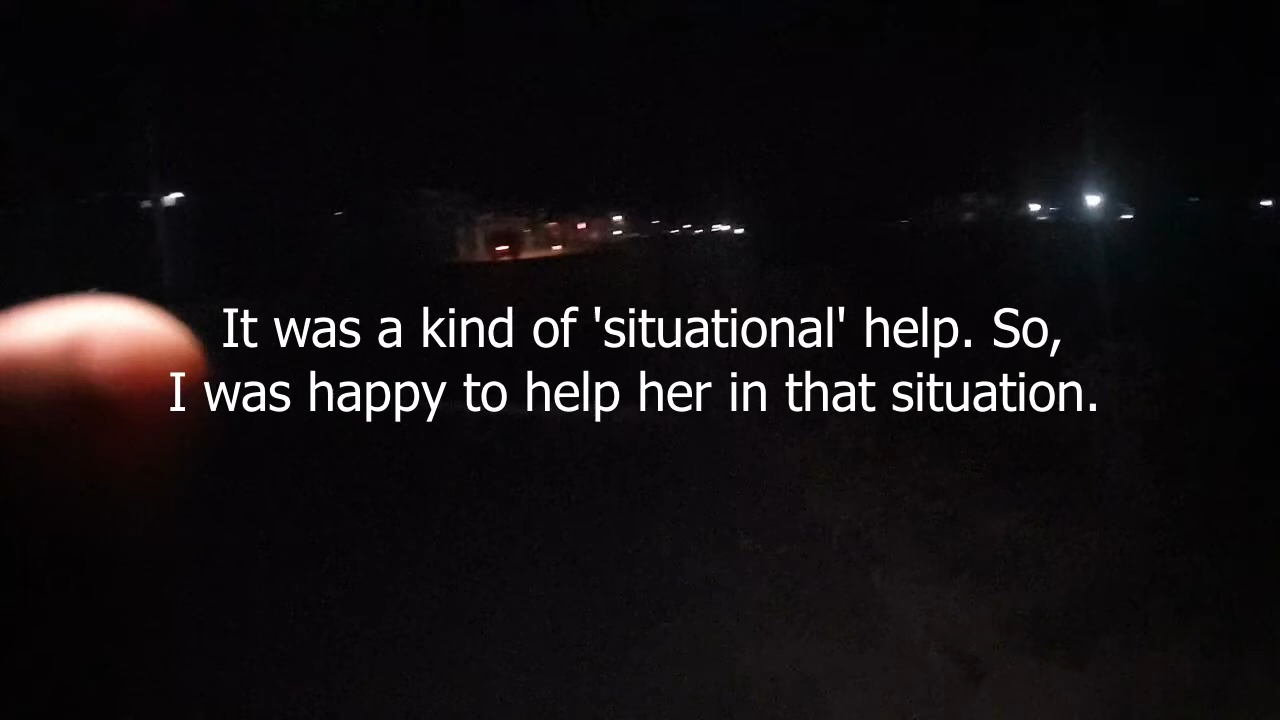 It was a kind of 'situational' help. So,
I was happy to help her in that situation.